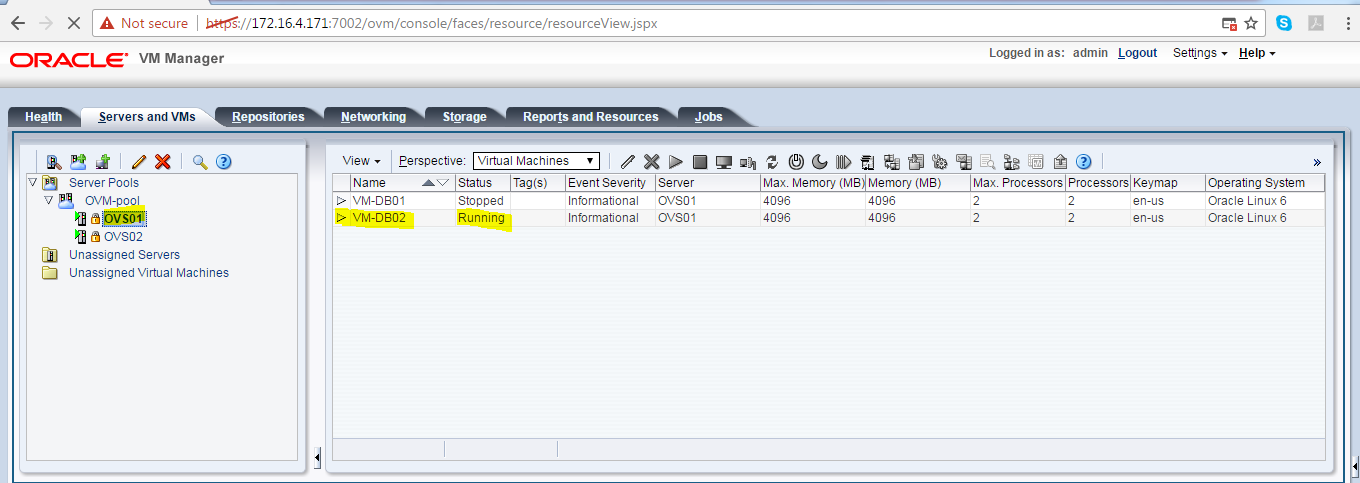 Not secure https://172.16.4.171:7002/ovm/console/faces/resource/resourceView.jspx
ORACLE VM Manager
Logged in as: admin Logout Settings Help
Health Servers and VMs Repositories Networking Storage Reports and Resources Jobs
View Perspective: Virtual Machines »
Server Pools
OVM-pool
OVS01
OVS02
Unassigned Servers
Unassigned Virtual Machines
Name Status Tag(s) Event Severity Server Max. Memory (MB) Memory (MB) Max. Processors Processors Keymap Operating System
VM-DB01 Stopped Informational OVS01 4096 4096 2 2 en-us Oracle Linux 6
VM-DB02 Running Informational OVS01 4096 4096 2 2 en-us Oracle Linux 6